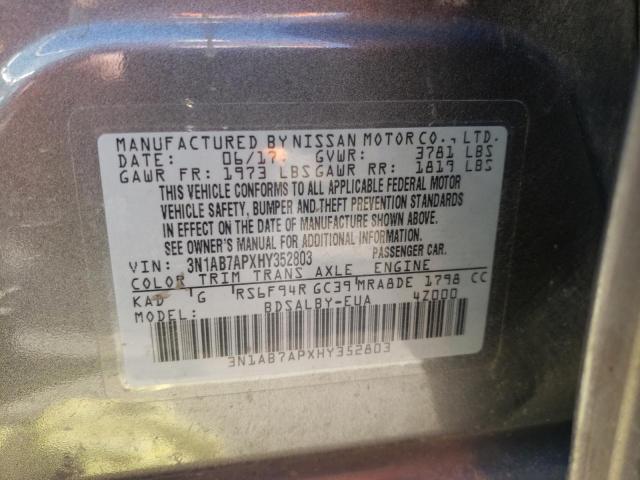 MANUFACTURED BY NISSAN MOTOR CO., LTD.
DATE: 06/17 GVWR: 3781 LBS
GAWR FR: 1973 LBS GAWR RR: 1819 LBS
THIS VEHICLE CONFORMS TO ALL APPLICABLE FEDERAL MOTOR
VEHICLE SAFETY, BUMPER AND THEFT PREVENTION STANDARDS
IN EFFECT ON THE DATE OF MANUFACTURE SHOWN ABOVE.
SEE OWNER'S MANUAL FOR ADDITIONAL INFORMATION.
VIN: 3N1AB7APXHY352803 PASSENGER CAR.
COLOR TRIM TRANS AXLE ENGINE
KAD G RS6F94R GC39 MRA8DE 1798 CC
MODEL: BDSALBY-EUA 4Z000
3N1AB7APXHY352803